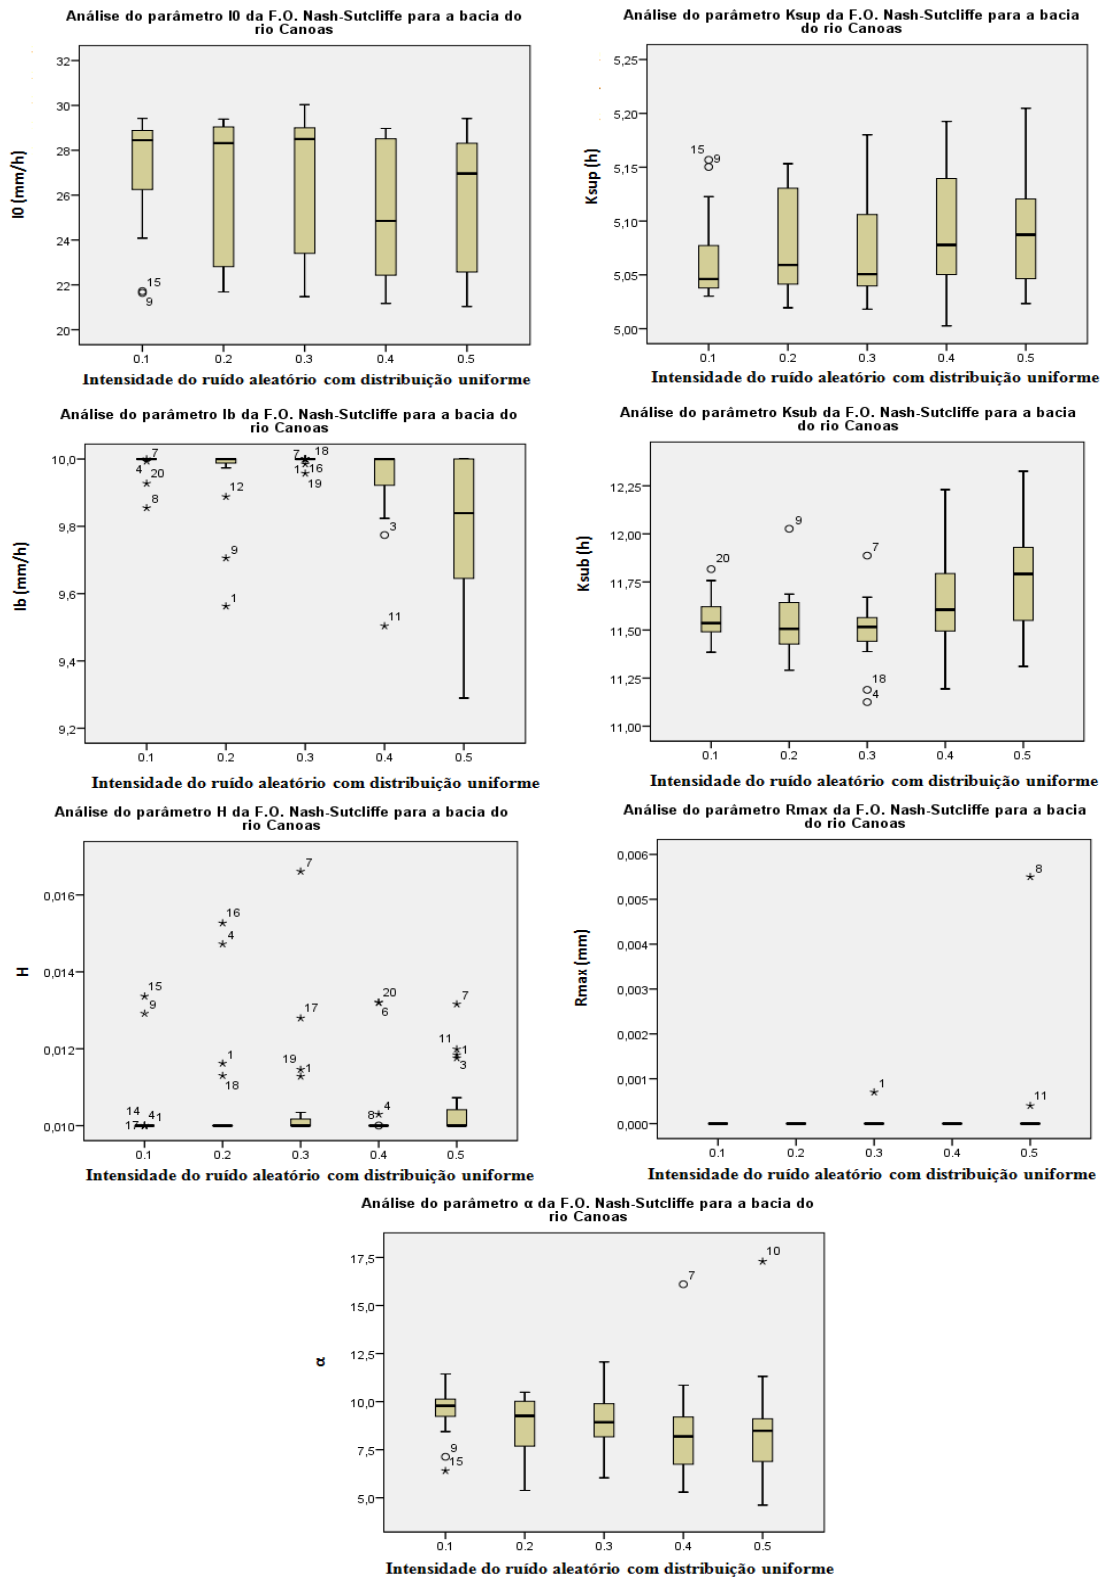 Análise do parâmetro I0 da F.O. Nash-Sutcliffe para a bacia do
rio Canoas
I0 (mm/h)
32
30
28
26
24
22
20
15
9
0.1 0.2 0.3 0.4 0.5
Intensidade do ruído aleatório com distribuição uniforme
Análise do parâmetro Ksup da F.O. Nash-Sutcliffe para a bacia
do rio Canoas
Ksup (h)
5,25
5,20
5,15
5,10
5,05
5,00
15 9
0.1 0.2 0.3 0.4 0.5
Intensidade do ruído aleatório com distribuição uniforme
Análise do parâmetro Ib da F.O. Nash-Sutcliffe para a bacia do
rio Canoas
Ib (mm/h)
10,0
9,8
9,6
9,4
9,2
7
4
20
8
12
9
1
7 18
1 16
19
3
11
0.1 0.2 0.3 0.4 0.5
Intensidade do ruído aleatório com distribuição uniforme
Análise do parâmetro Ksub da F.O. Nash-Sutcliffe para a bacia
do rio Canoas
Ksub (h)
12,25
12,00
11,75
11,50
11,25
11,00
20
9
7
18
4
0.1 0.2 0.3 0.4 0.5
Intensidade do ruído aleatório com distribuição uniforme
Análise do parâmetro H da F.O. Nash-Sutcliffe para a bacia do
rio Canoas
H
0,016
0,014
0,012
0,010
15
9
14
17 4 1
16
4
1
18
7
17
19 1
20
6
4
8
7
11 1
3
0.1 0.2 0.3 0.4 0.5
Intensidade do ruído aleatório com distribuição uniforme
Análise do parâmetro Rmax da F.O. Nash-Sutcliffe para a bacia
do rio Canoas
Rmax (mm)
0,006
0,005
0,004
0,003
0,002
0,001
0,000
1
8
11
0.1 0.2 0.3 0.4 0.5
Intensidade do ruído aleatório com distribuição uniforme
Análise do parâmetro α da F.O. Nash-Sutcliffe para a bacia do
rio Canoas
α
17,5
15,0
12,5
10,0
7,5
5,0
9
15
7
10
0.1 0.2 0.3 0.4 0.5
Intensidade do ruído aleatório com distribuição uniforme